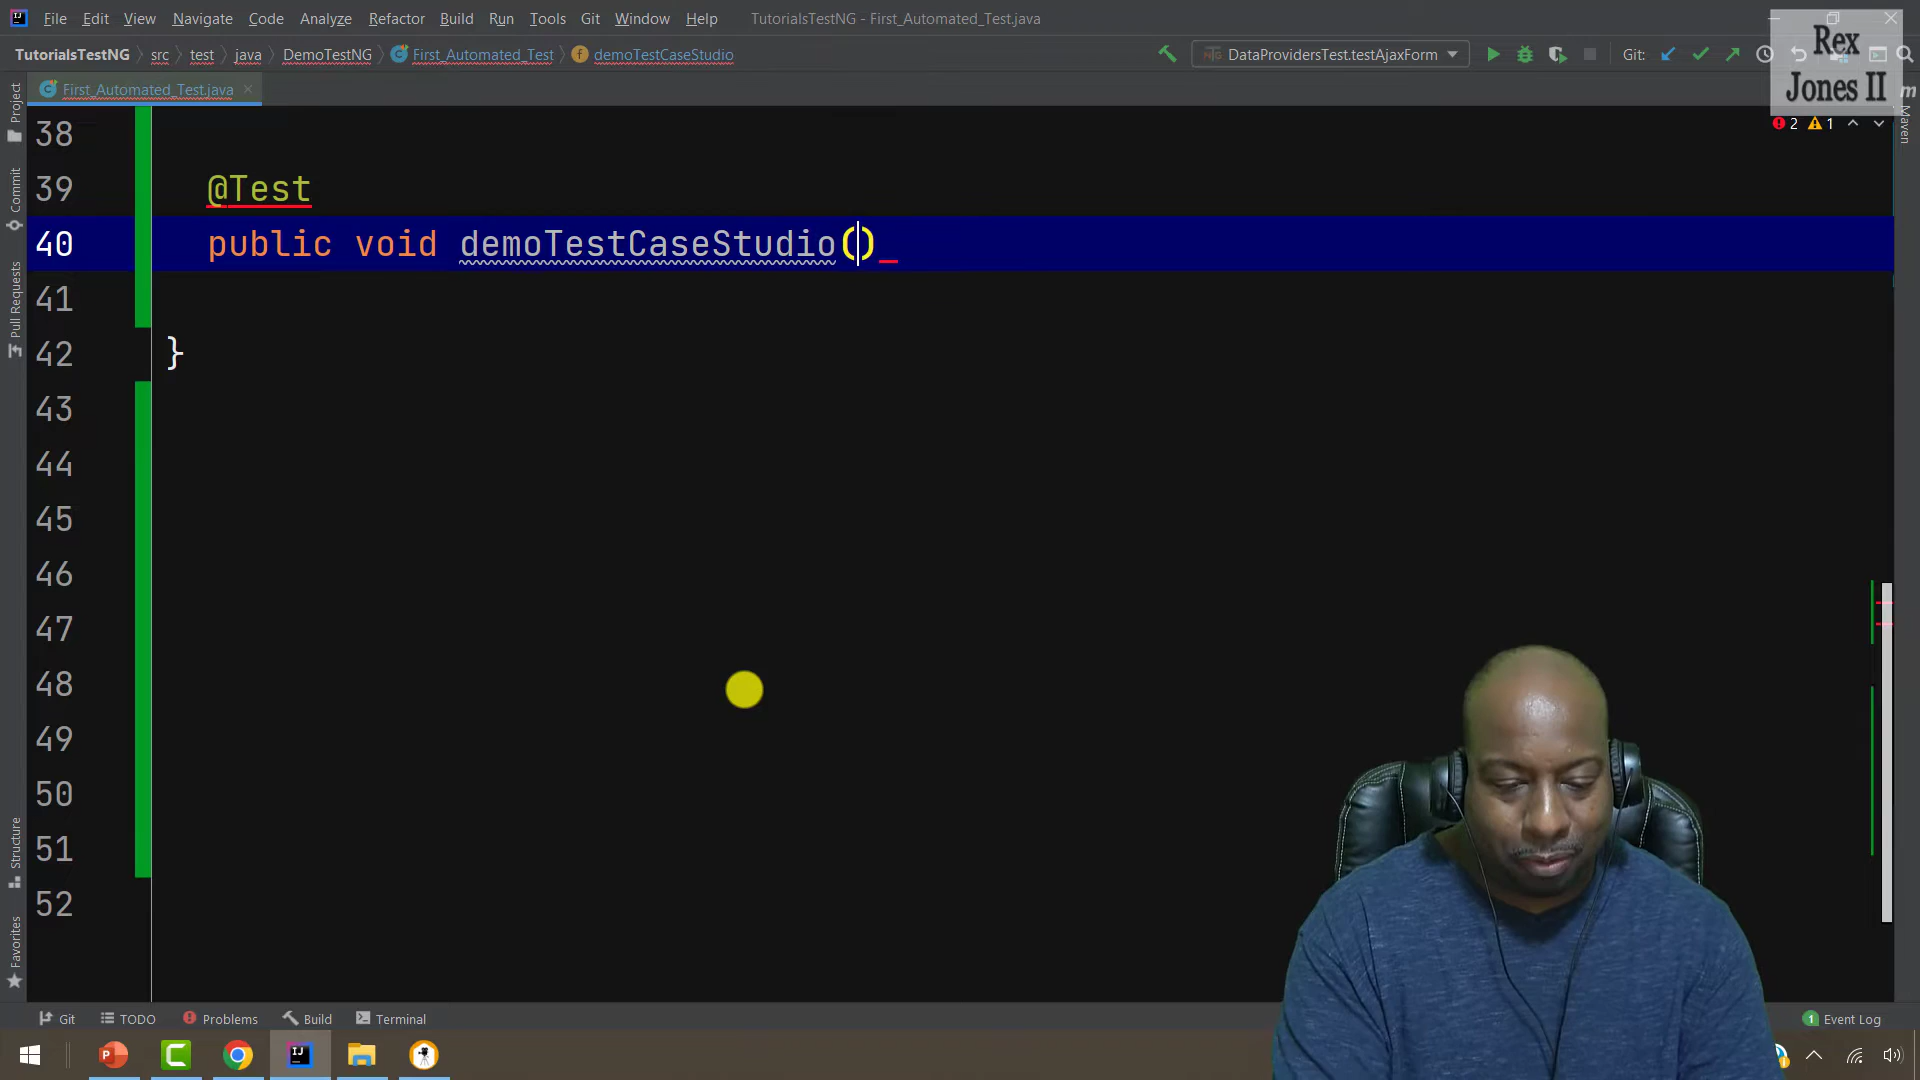 File Edit View Navigate Code Analyze Refactor Build Run Tools Git Window Help TutorialsTestNG - First_Automated_Test.java
TutorialsTestNG src test java DemoTestNG First_Automated_Test demoTestCaseStudio DataProvidersTest.testAjaxForm Git:
Rex
Jones II
First_Automated_Test.java
2 1
Project
Commit
Pull Requests
Structure
Favorites
m
Maven
38
39 @Test
40 public void demoTestCaseStudio()
41
42 }
43
44
45
46
47
48
49
50
51
52
Git TODO Problems Build Terminal 1 Event Log